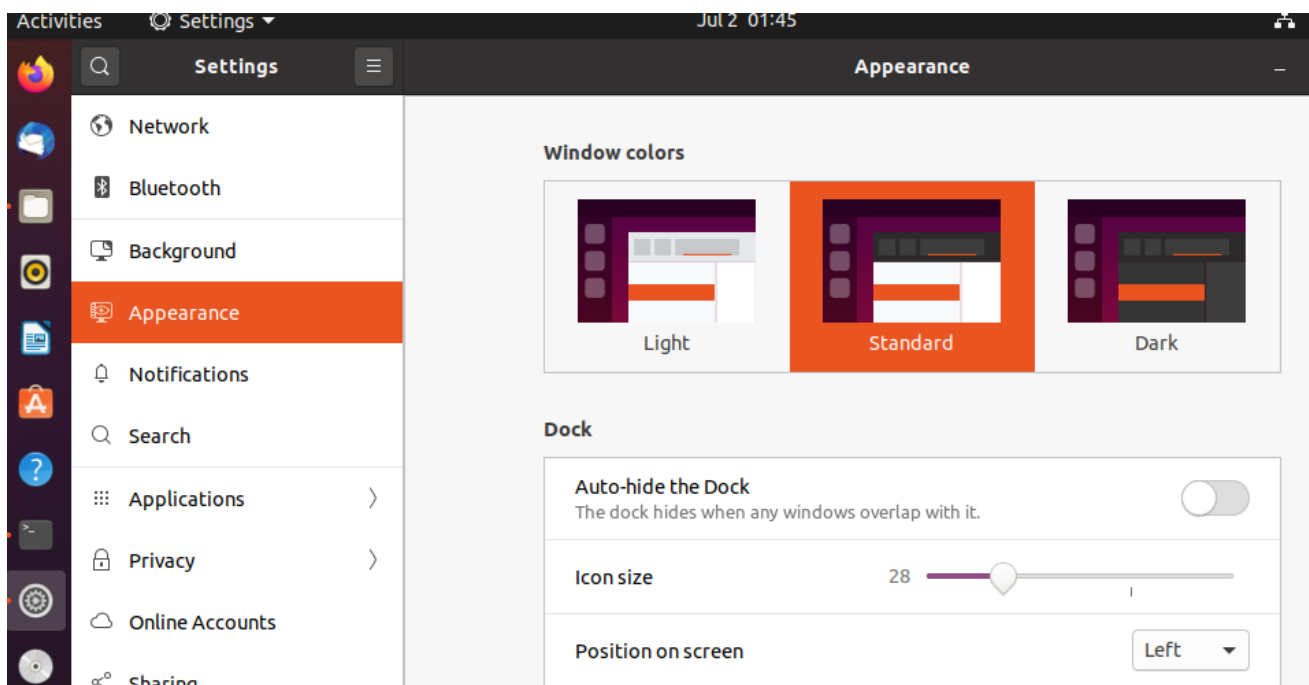 Activities Settings Jul 2 01:45
Settings Appearance
Network
Bluetooth
Background
Appearance
Notifications
Search
Applications
Privacy
Online Accounts
Sharing
Window colors
Light Standard Dark
Dock
Auto-hide the Dock
The dock hides when any windows overlap with it.
Icon size 28
Position on screen Left